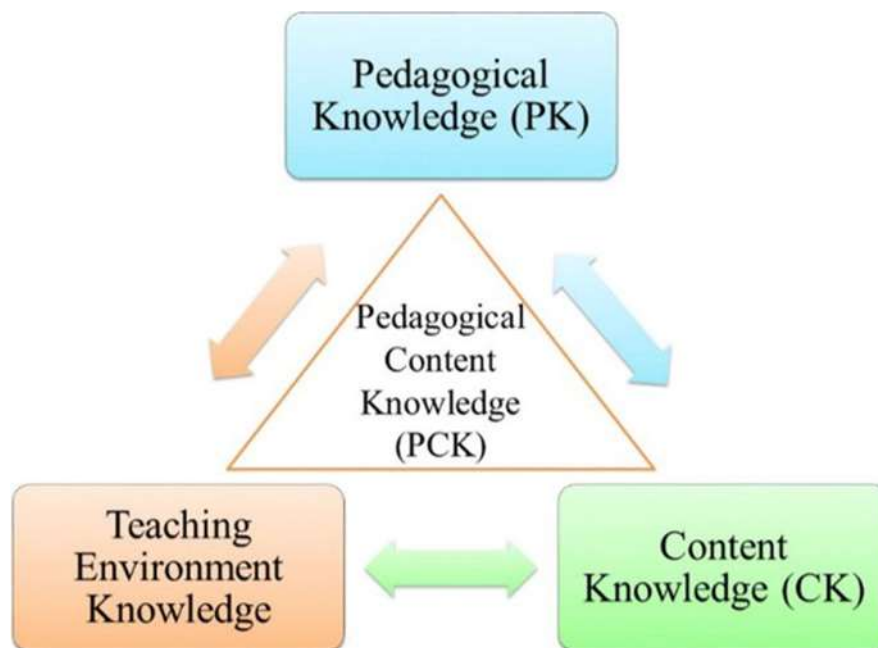 Pedagogical
Knowledge (PK)
Pedagogical
Content
Knowledge
(PCK)
Teaching
Environment
Knowledge
Content
Knowledge (CK)